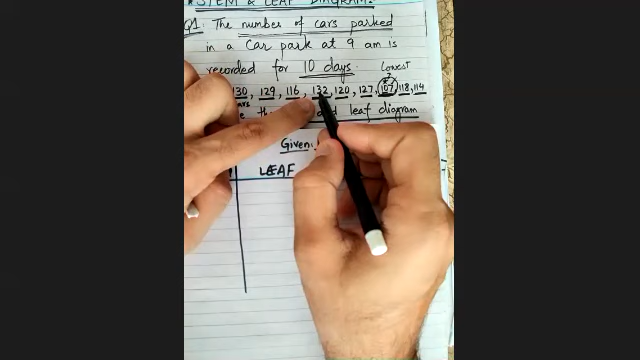 STEM & LEAF DIAGRAM:
Q1. The number of cars parked
in a car park at 9 am is
recorded for 10 days. Lowest
130, 129, 116, 132, 120, 127, 107, 118, 114
and leaf diagram
Given:
LEAF